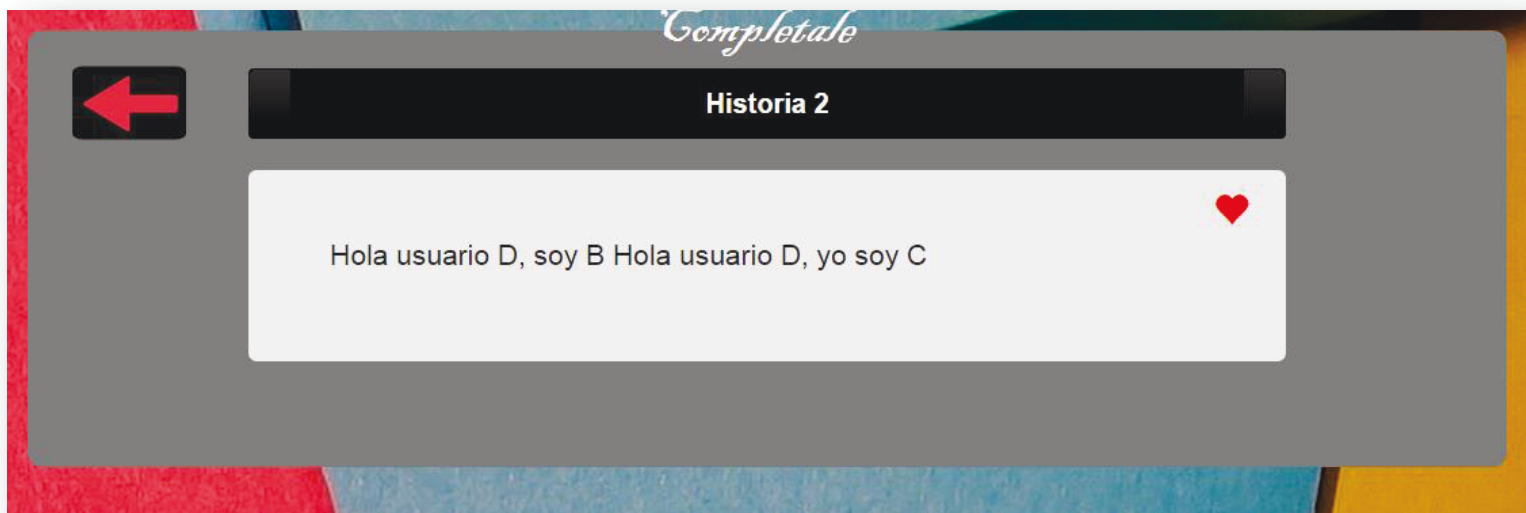 Completale
Historia 2
Hola usuario D, soy B Hola usuario D, yo soy C